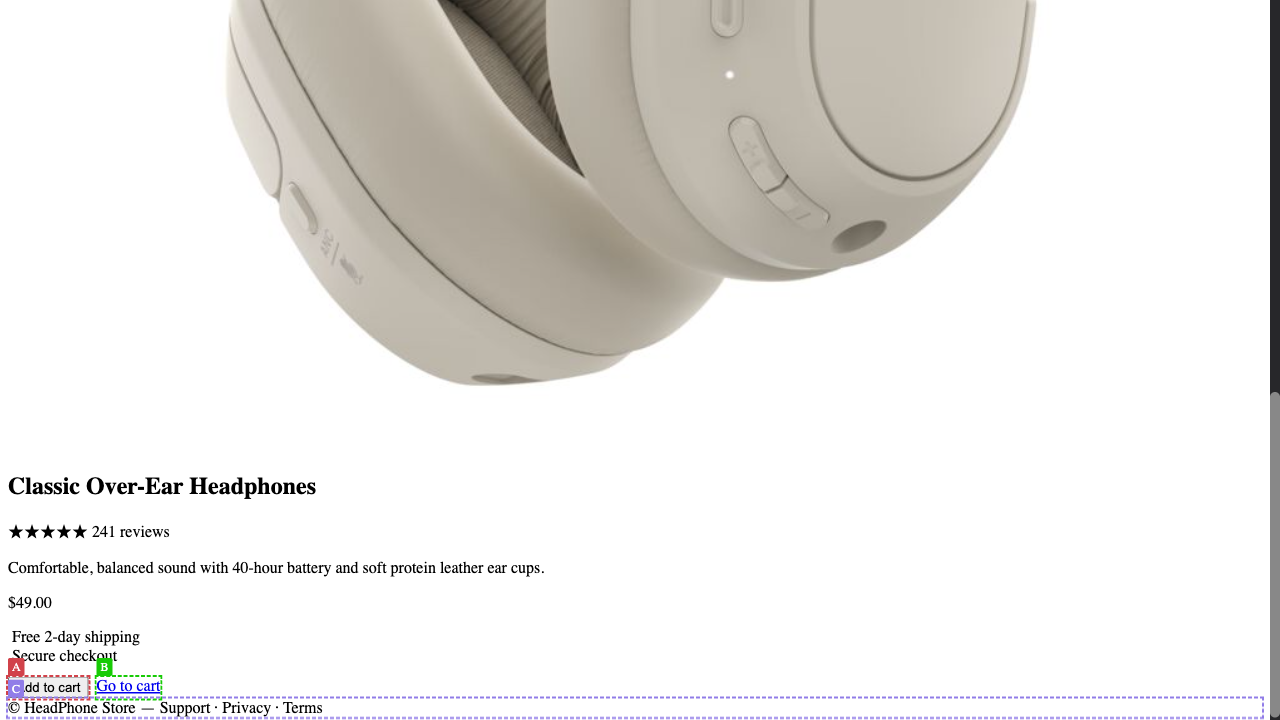 ANC
Classic Over-Ear Headphones
★★★★★ 241 reviews
Comfortable, balanced sound with 40-hour battery and soft protein leather ear cups.
$49.00
Free 2-day shipping
Secure checkout
A
B
dd to cart
Go to cart
C
© HeadPhone Store — Support · Privacy · Terms